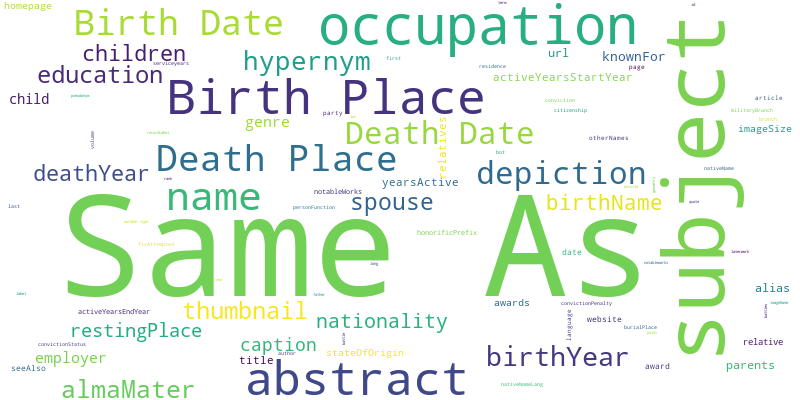 homepage
Birth Date
occupation
children
hypernym
url
knownFor
first
serviceyears
education
residence
page
activeYearsStartYear
subject
child
Birth Place
party
conviction
citizenship
article
militaryBranch
branch
imageSize
genre
Death Date
relatives
otherNames
volume
Death Place
depiction
deathYear
yearsActive
nativeName
name
notableWorks
spouse
birthName
personFunction
last
honorificPrefix
Same As
date
alias
awards
convictionPenalty
activeYearsEndYear
thumbnail
nationality
language
website
burialPlace
restingPlace
convictionStatus
caption
author
stateOfOrigin
relative
employer
title
birthYear
award
parents
seeAlso
abstract
almaMater
nativeNameLang